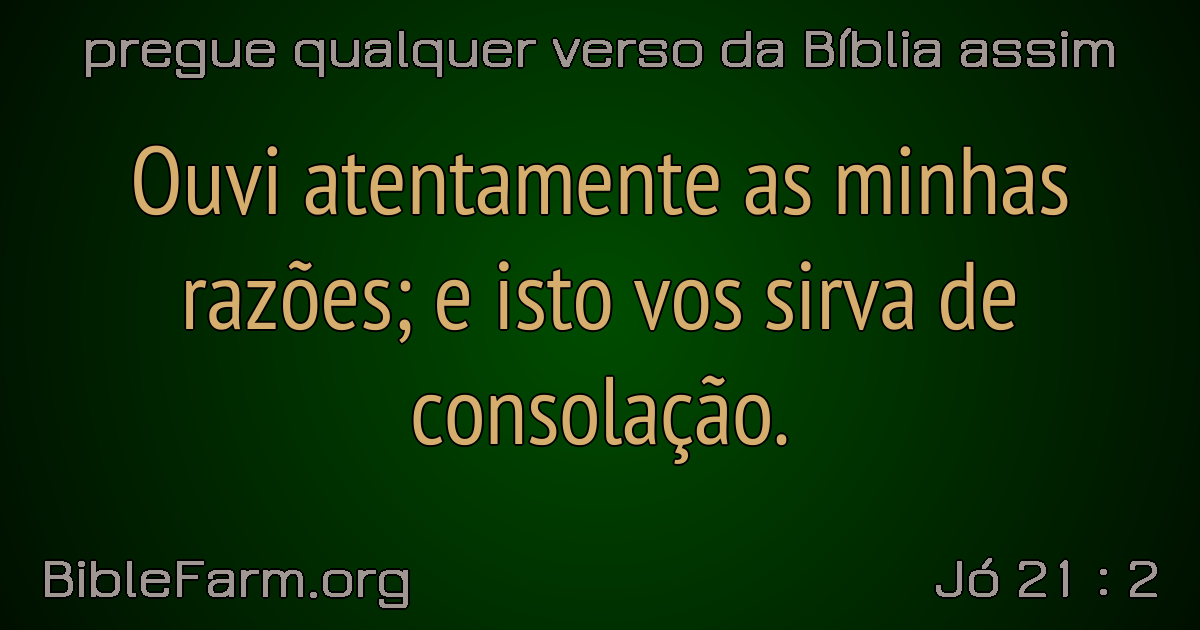 pregue qualquer verso da Bíblia assim
Ouvi atentamente as minhas
razões; e isto vos sirva de
consolação.
BibleFarm.org
Jó 21 : 2